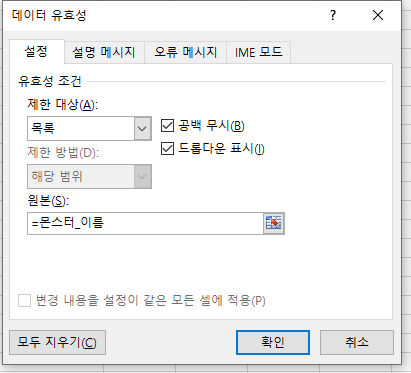 데이터 유효성
설정 설명 메시지 오류 메시지 IME 모드
유효성 조건
제한 대상(A):
목록
공백 무시(B)
드롭다운 표시(I)
제한 방법(D):
해당 범위
원본(S):
=몬스터_이름
변경 내용을 설정이 같은 모든 셀에 적용(P)
모두 지우기(C) 확인 취소